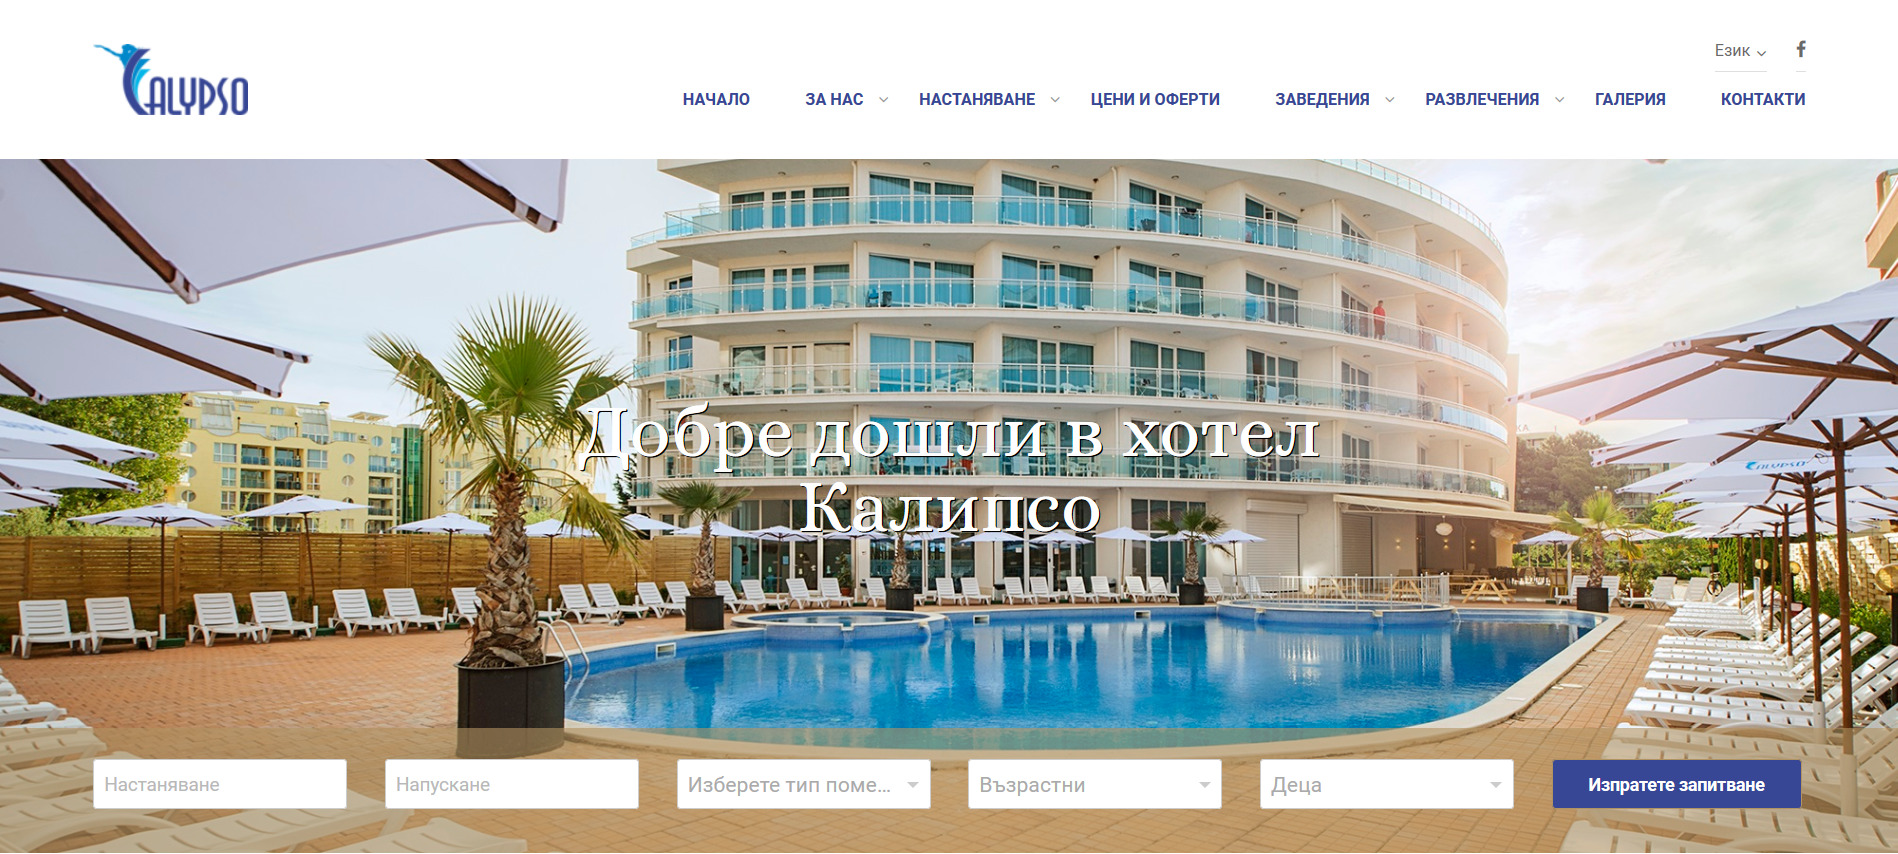 CALYPSO
Език
НАЧАЛО ЗА НАС НАСТАНЯВАНЕ ЦЕНИ И ОФЕРТИ ЗАВЕДЕНИЯ РАЗВЛЕЧЕНИЯ ГАЛЕРИЯ КОНТАКТИ
Добре дошли в хотел
Калипсо
CALYPSO
Настаняване Напускане Изберете тип поме... Възрастни Деца Изпратете запитване